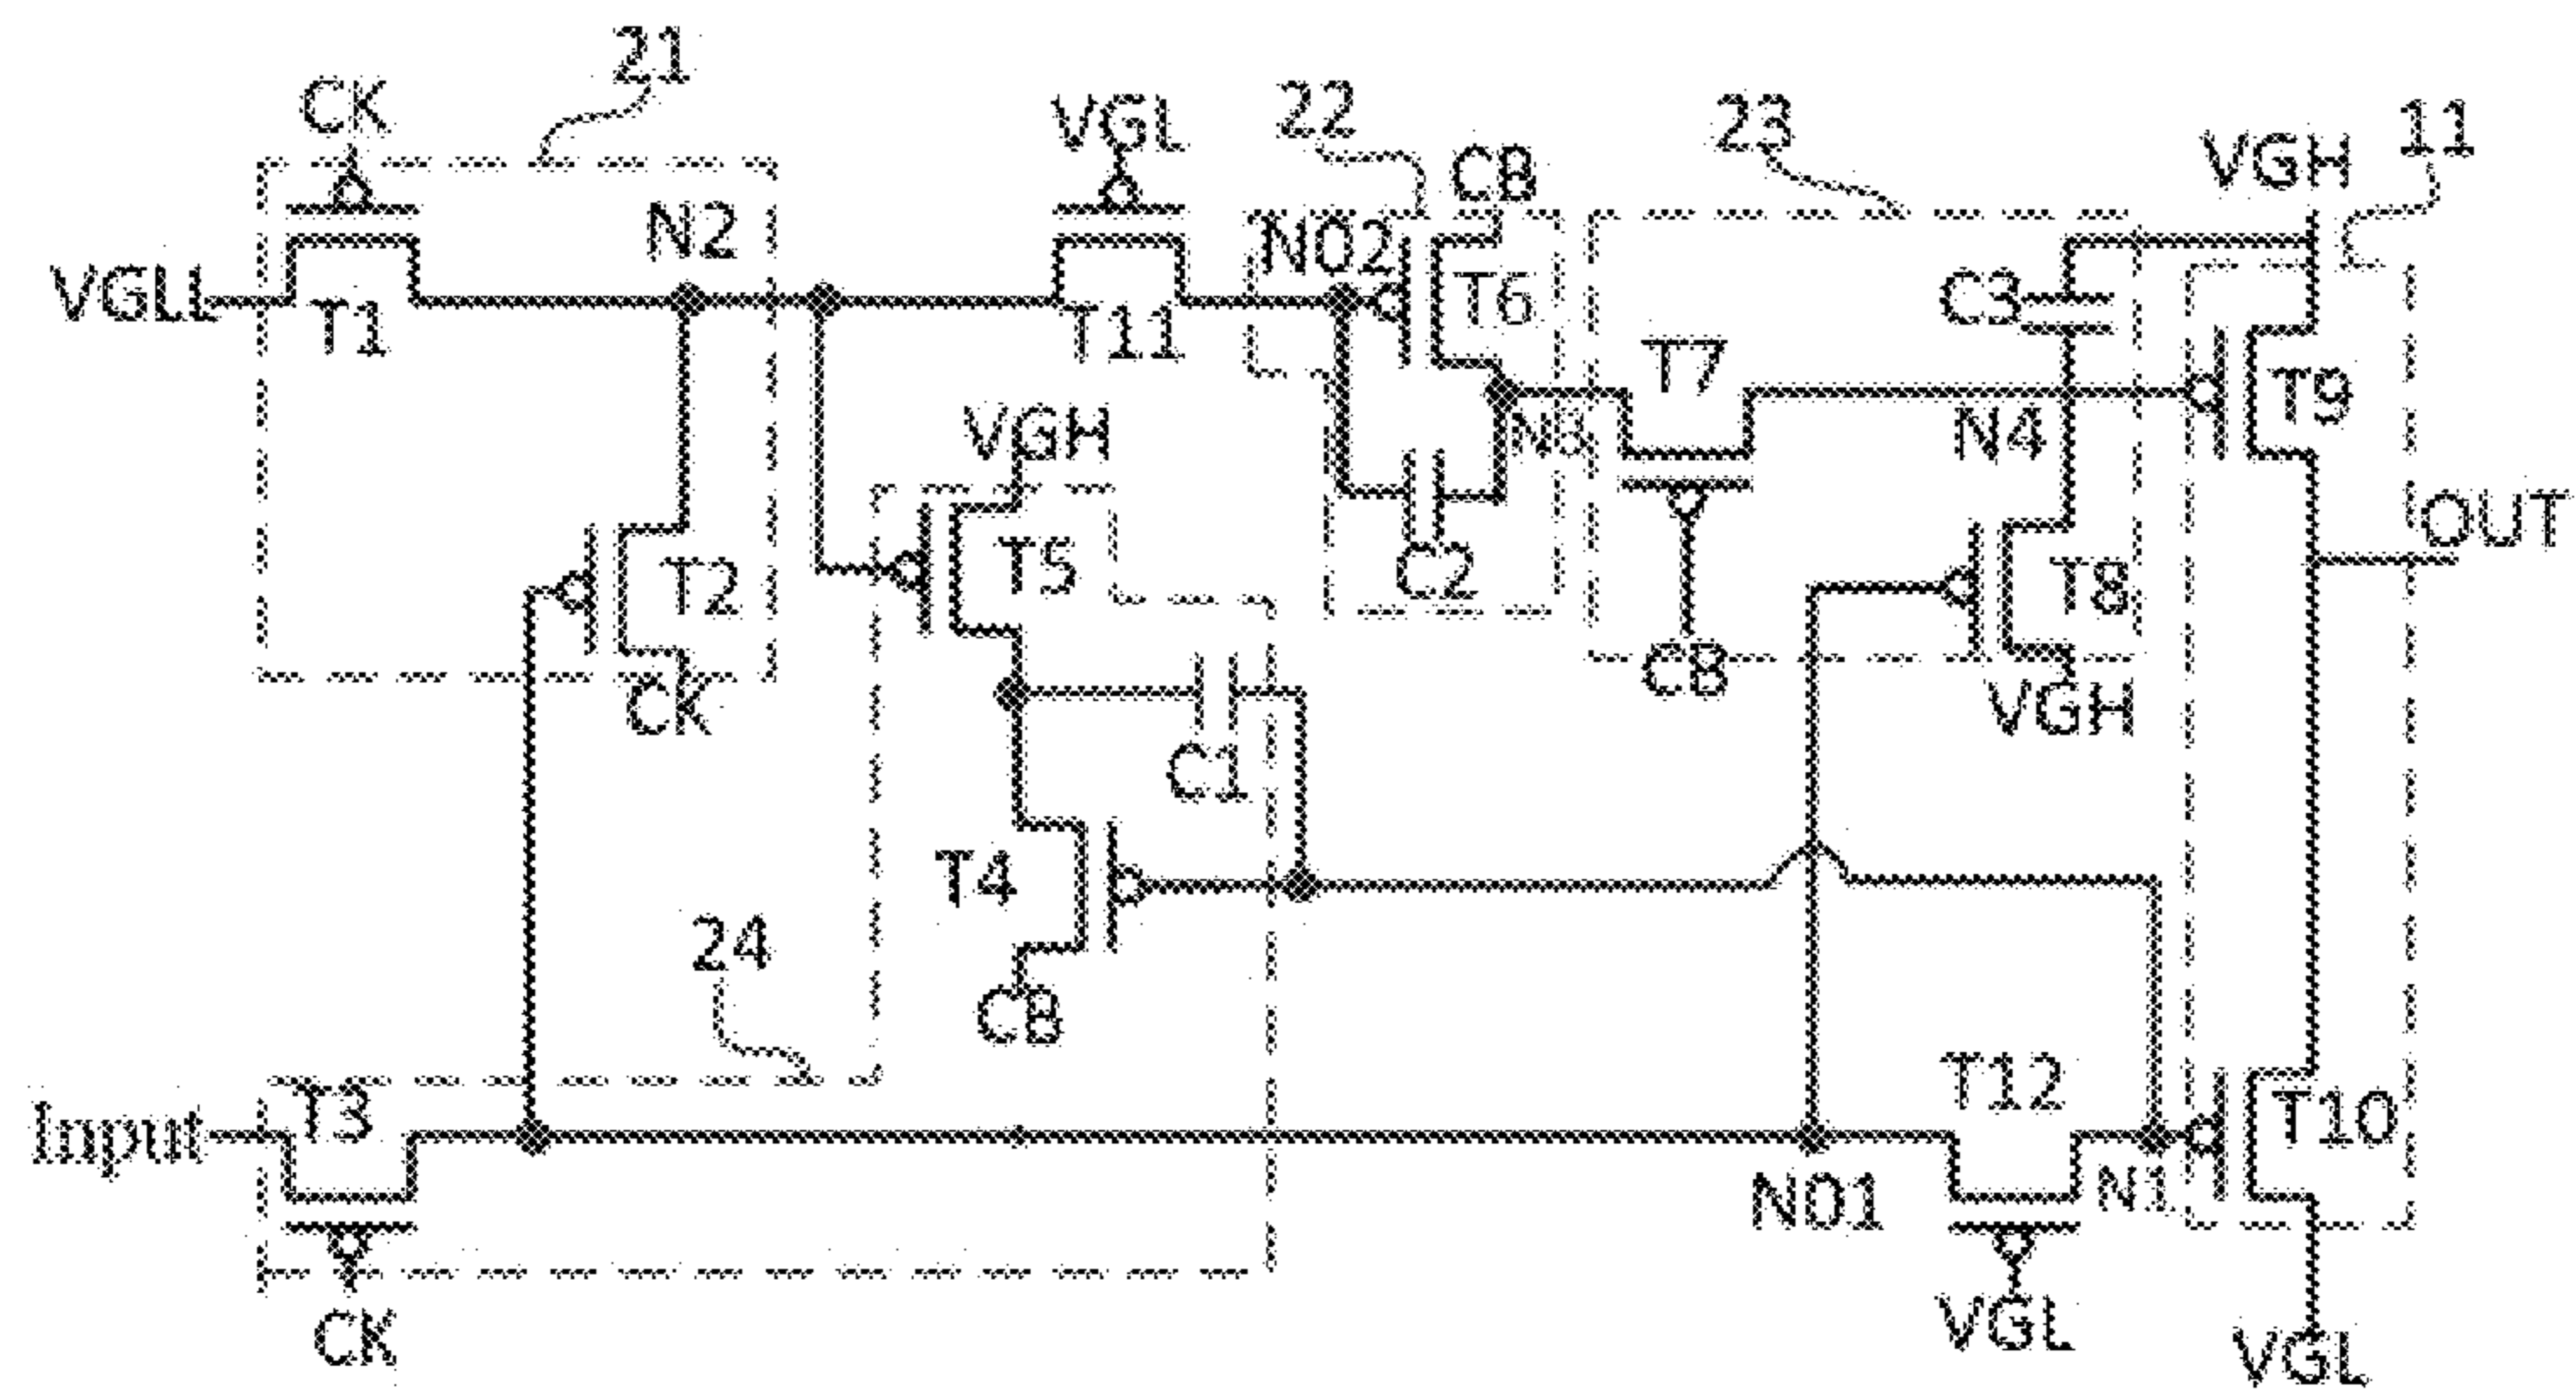 21
CK
22
23
11
VGL
CB
VGH
N2
N02
VGLL
T1
T11
T6
C3
T7
N3
T9
VGH
N4
OUT
T5
C2
T2
T8
CK
CB
VGH
C1
T4
24
CB
T12
T3
Input
T10
N01
N1
CK
VGL
VGL